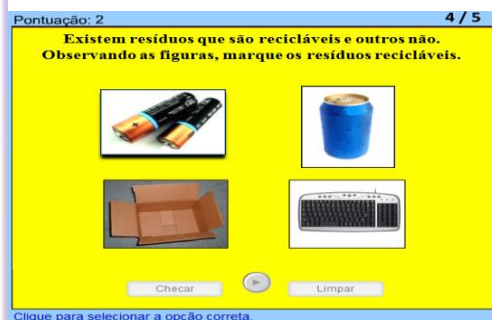 Pontuação: 2
4 / 5
Existem resíduos que são recicláveis e outros não.
Observando as figuras, marque os resíduos recicláveis.
Checar
Limpar
Clique para selecionar a opção correta.